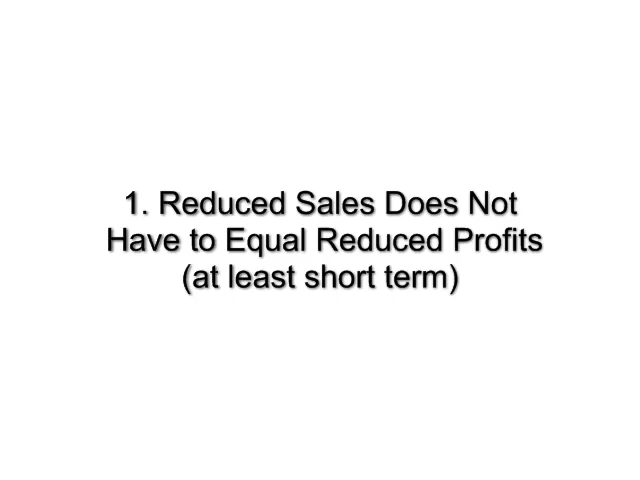 1. Reduced Sales Does Not
Have to Equal Reduced Profits
(at least short term)